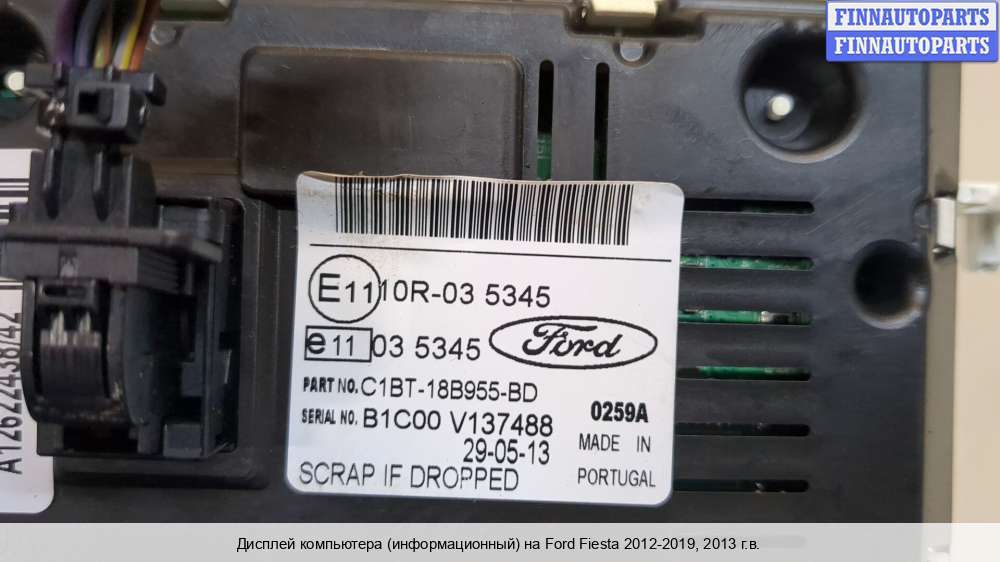 FINNAUTOPARTS
FINNAUTOPARTS
E11 10R-03 5345
e11 03 5345
Ford
PART NO. C1BT-18B955-BD
SERIAL NO. B1C00 V137488
0259A
29-05-13
MADE IN
PORTUGAL
SCRAP IF DROPPED
A12622438/42
Дисплей компьютера (информационный) на Ford Fiesta 2012-2019, 2013 г.в.